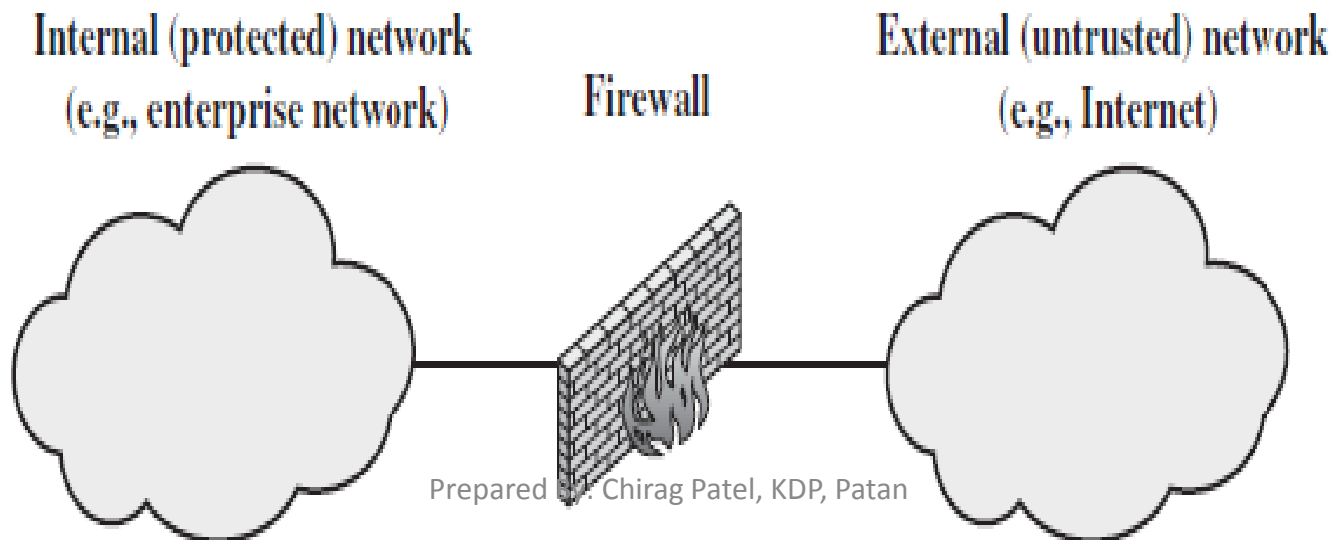 Internal (protected) network
(e.g., enterprise network)
Firewall
External (untrusted) network
(e.g., Internet)
Prepared : Chirag Patel, KDP, Patan